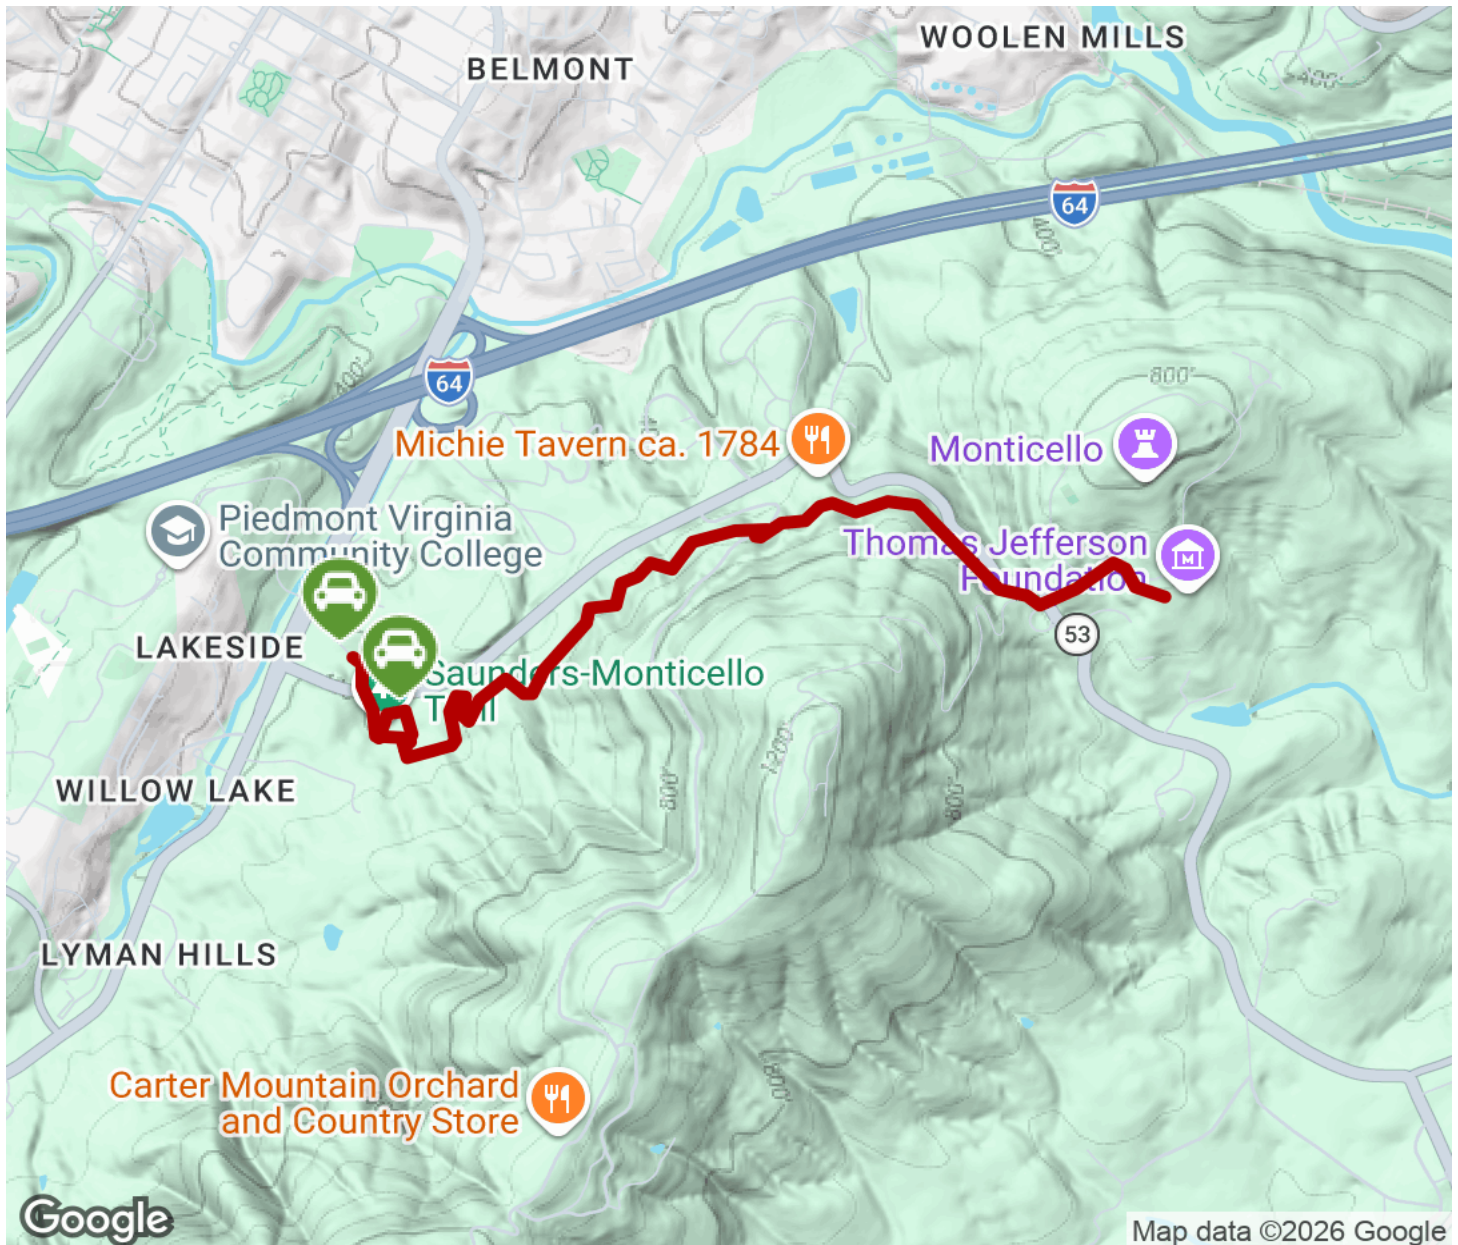 WOOLEN MILLS
BELMONT
400'
64
400'
400'
64
800'
Michie Tavern ca. 1784
Monticello
Piedmont Virginia
Community College
Thomas Jefferson
Foundation
53
LAKESIDE
Saunders-Monticello
Trail
WILLOW LAKE
1200'
800'
800'
LYMAN HILLS
Carter Mountain Orchard
and Country Store
800'
Google
Map data ©2026 Google